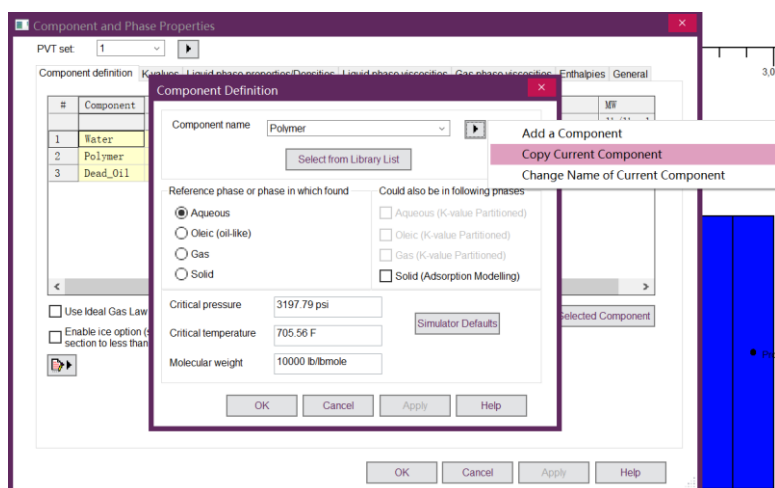 Component and Phase Properties
PVT set: 1
3,0
Component definition K-values Liquid phase properties/Densities Liquid phase viscosities Gas phase viscosities Enthalpies General
Component Definition
# Component MW
1 Water
2 Polymer
3 Dead_Oil
Component name Polymer
Add a Component
Select from Library List
Copy Current Component
Change Name of Current Component
Reference phase or phase in which found Could also be in following phases
Aqueous Aqueous (K-value Partitioned)
Oleic (oil-like) Oleic (K-value Partitioned)
Gas Gas (K-value Partitioned)
Solid Solid (Adsorption Modelling)
Use Ideal Gas Law
Critical pressure 3197.79 psi
Simulator Defaults
Selected Component
Enable ice option (s
section to less than
Critical temperature 705.56 F
Molecular weight 10000 lb/lbmole
OK Cancel Apply Help
OK Cancel Apply Help